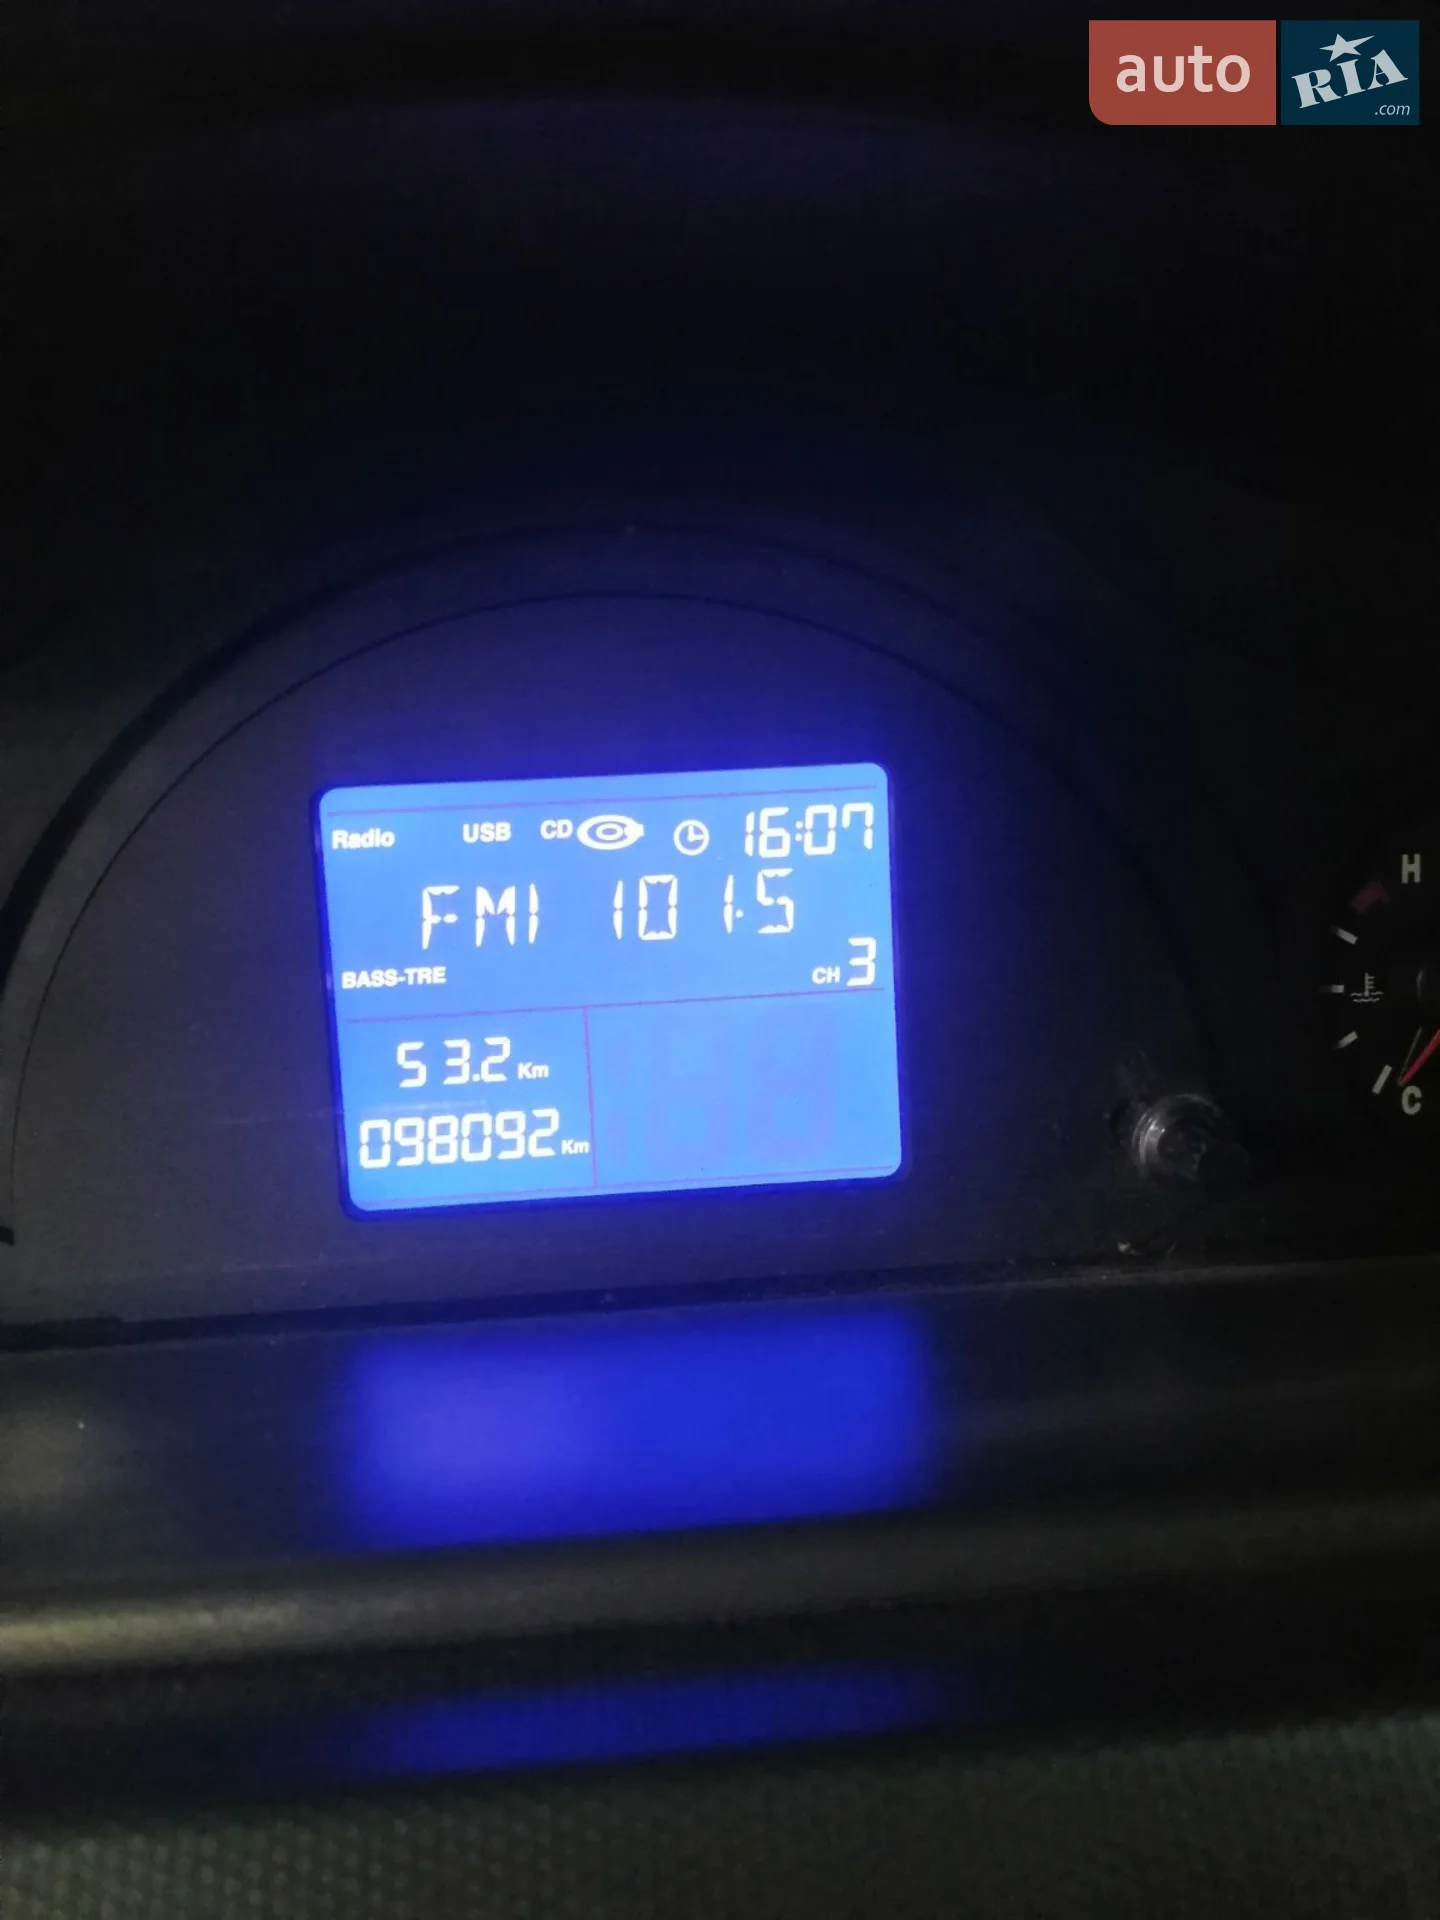 auto RIA
.com
Radio USB CD 16:07
FM1 101.5
BASS-TRE CH 3
53.2 Km
098092 Km
H
C